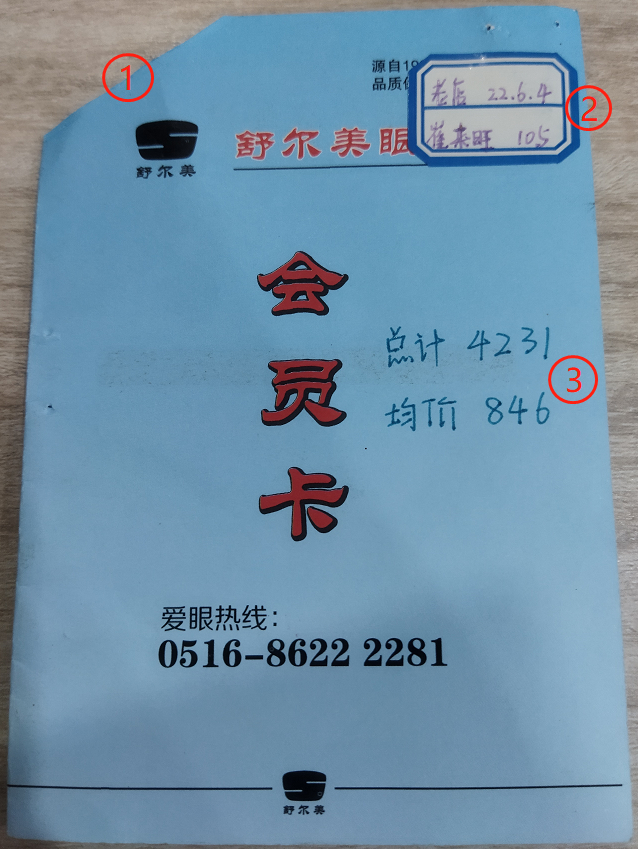 ①
源自19
品质
老店 22.6.4
②
崔来旺 105
舒尔美
舒尔美眼
会
员
卡
总计 4231
③
均价 846
爱眼热线:
0516-8622 2281
舒尔美